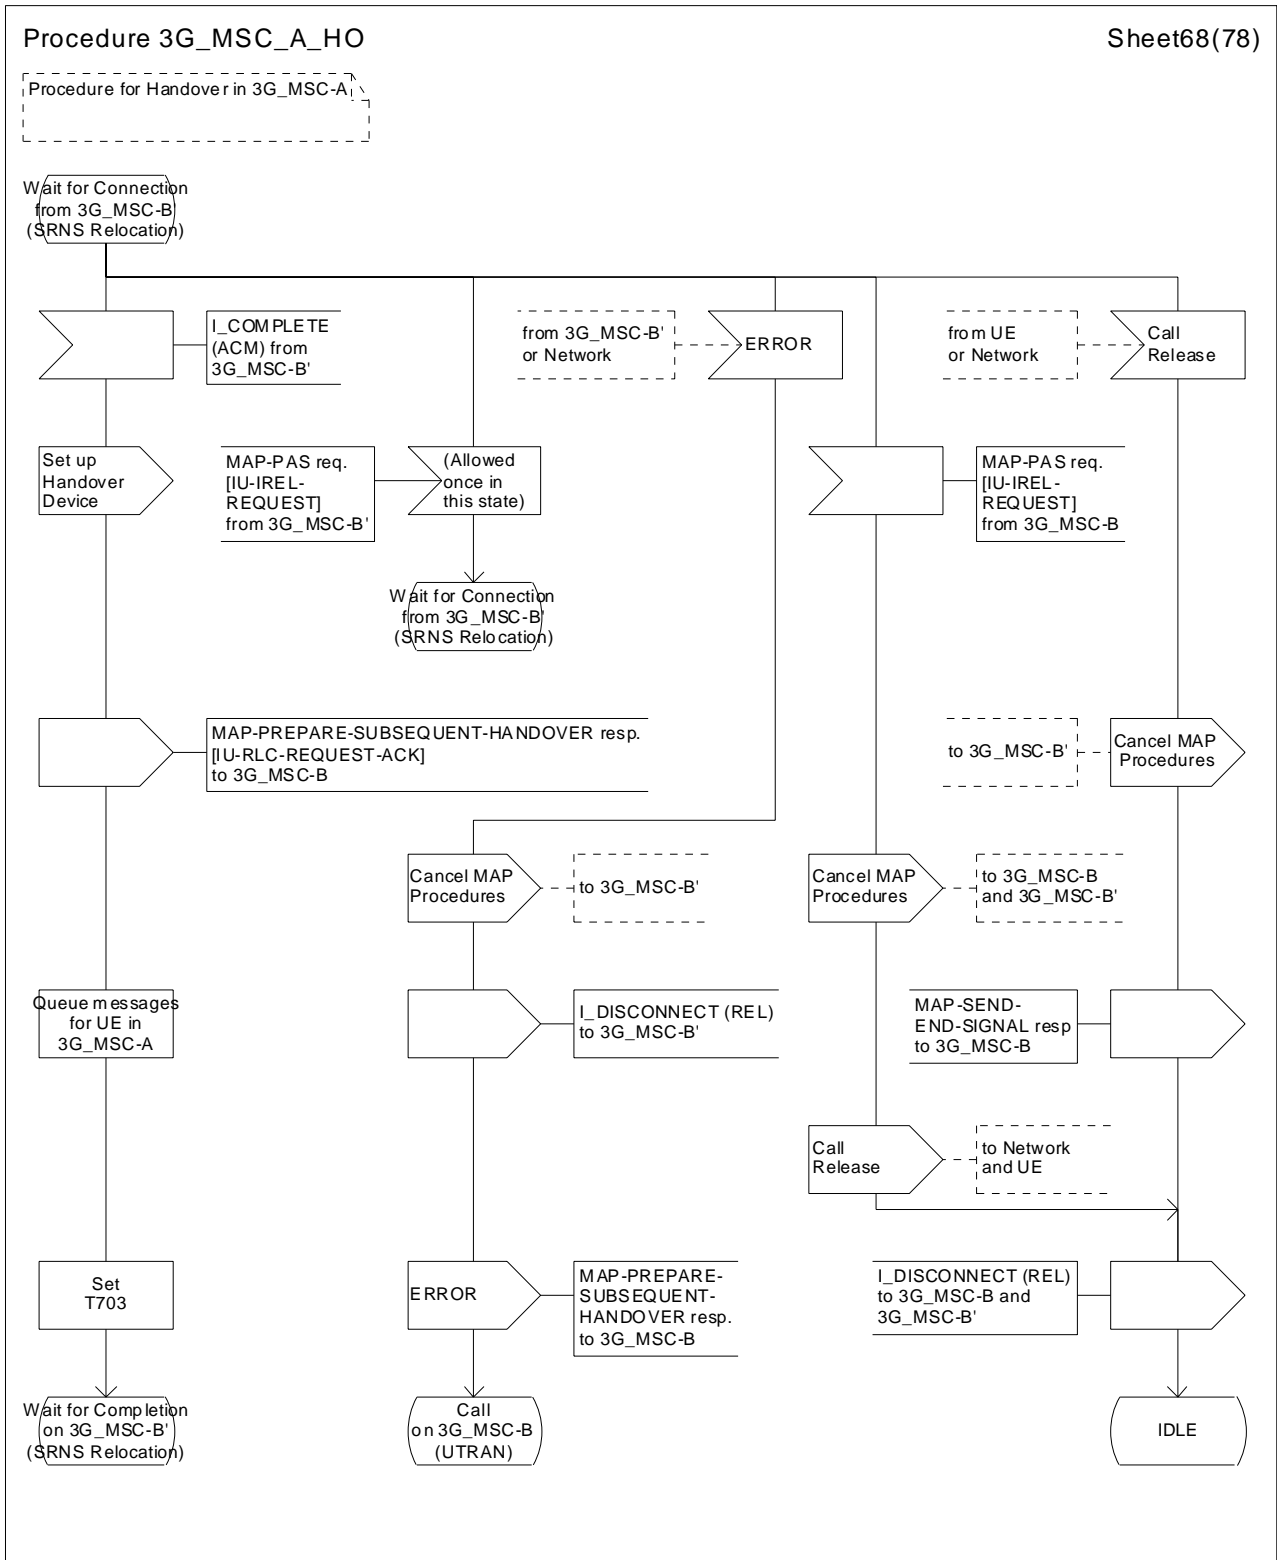 Procedure 3G_MSC_A_HO
Sheet68(78)
Procedure for Handover in 3G_MSC-A
Wait for Connection
from 3G_MSC-B'
(SRNS Relocation)
I_COMPLETE
(ACM) from
3G_MSC-B'
from 3G_MSC-B'
or Network
ERROR
from UE
or Network
Call
Release
Set up
Handover
Device
MAP-PAS req.
[IU-IREL-
REQUEST]
from 3G_MSC-B'
(Allowed
once in
this state)
MAP-PAS req.
[IU-IREL-
REQUEST]
from 3G_MSC-B
Wait for Connection
from 3G_MSC-B'
(SRNS Relocation)
MAP-PREPARE-SUBSEQUENT-HANDOVER resp.
[IU-RLC-REQUEST-ACK]
to 3G_MSC-B
to 3G_MSC-B'
Cancel MAP
Procedures
Cancel MAP
Procedures
to 3G_MSC-B'
Cancel MAP
Procedures
to 3G_MSC-B
and 3G_MSC-B'
Queue messages
for UE in
3G_MSC-A
I_DISCONNECT (REL)
to 3G_MSC-B'
MAP-SEND-
END-SIGNAL resp
to 3G_MSC-B
Call
Release
to Network
and UE
Set
T703
ERROR
MAP-PREPARE-
SUBSEQUENT-
HANDOVER resp.
to 3G_MSC-B
I_DISCONNECT (REL)
to 3G_MSC-B and
3G_MSC-B'
Wait for Completion
on 3G_MSC-B'
(SRNS Relocation)
Call
on 3G_MSC-B
(UTRAN)
IDLE